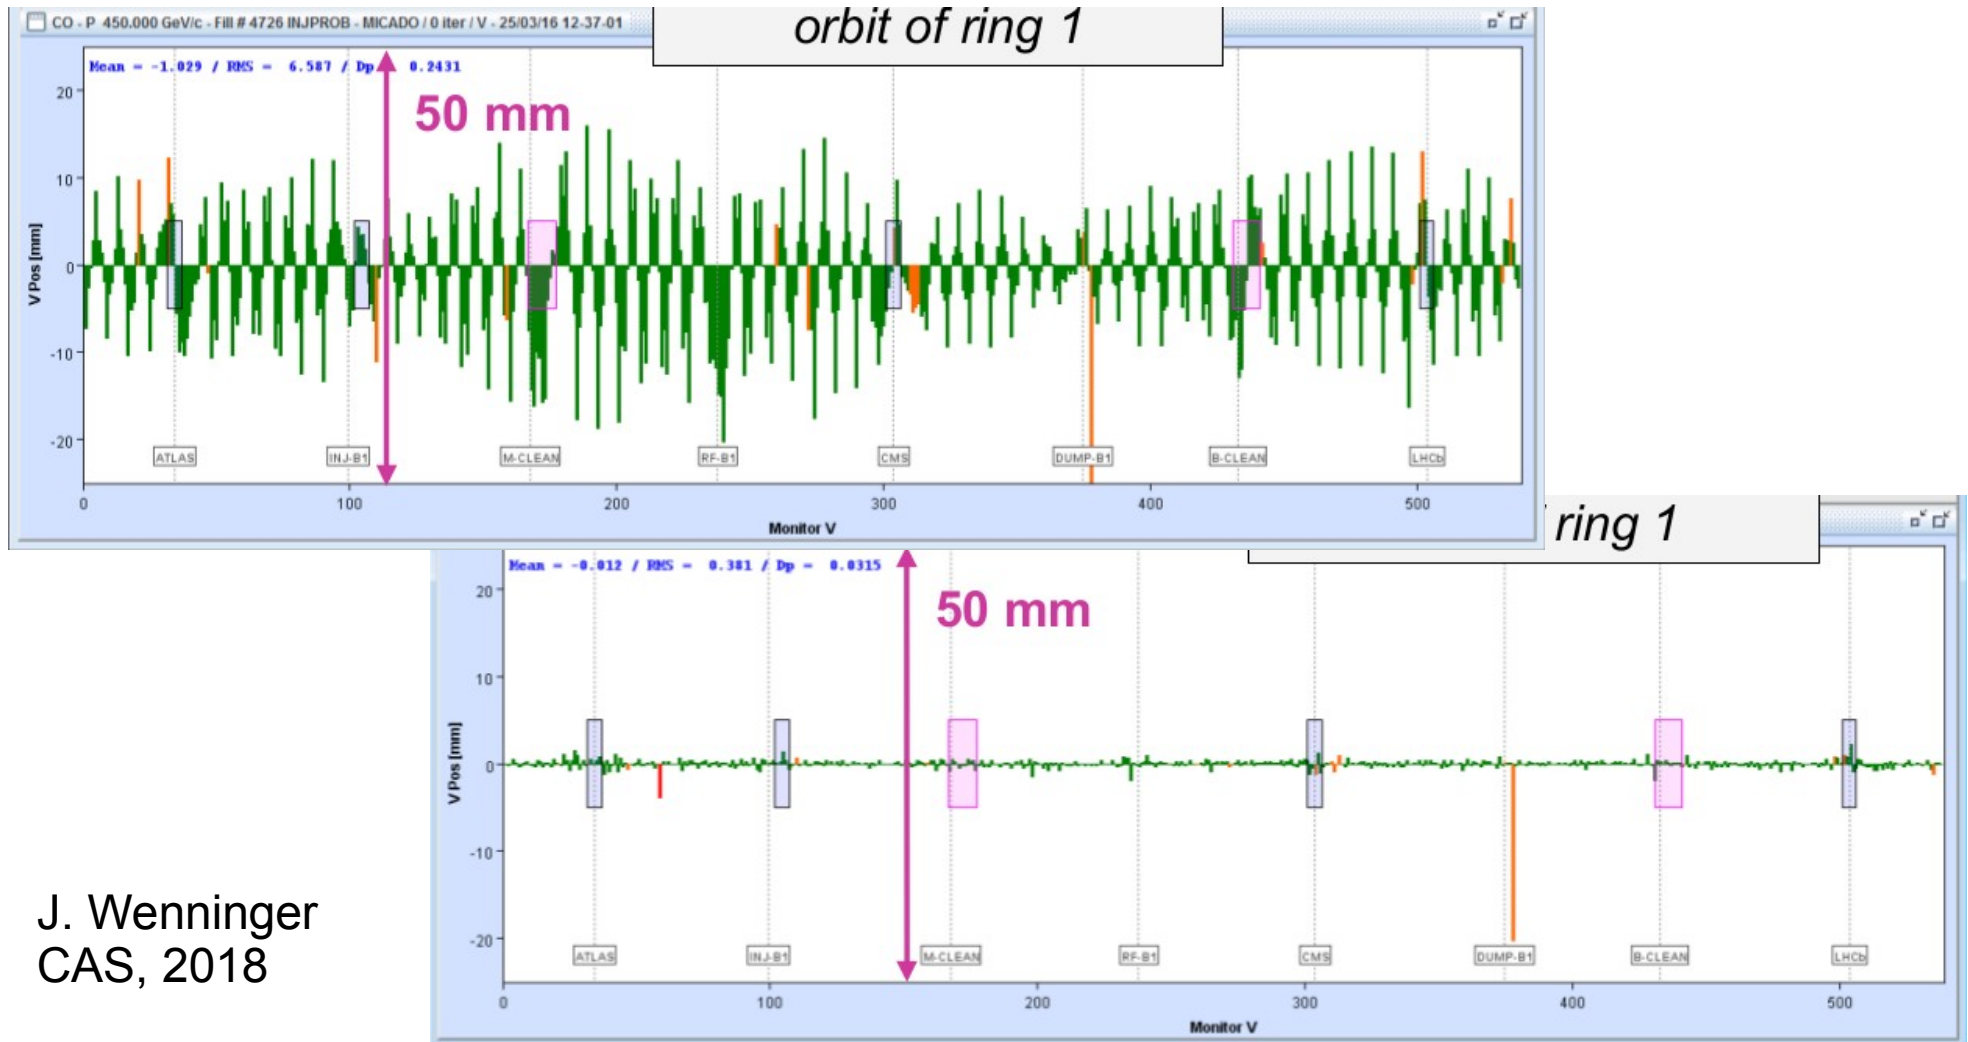 CO - P 450.000 GeV/c - Fill # 4726 INJPROB - MICADO / 0 iter / V - 25/03/16 12-37-01
orbit of ring 1
Mean = -1.029 / RMS = 6.587 / Dp 0.2431
50 mm
20
10
0
-10
-20
V Pos [mm]
ATLAS
INJ-B1
M-CLEAN
RF-B1
CMS
DUMP-B1
B-CLEAN
LHCb
0
100
200
300
400
500
Monitor V
ring 1
Mean = -0.012 / RMS = 0.381 / Dp = 0.0315
50 mm
20
10
0
-10
-20
V Pos [mm]
ATLAS
INJ-B1
M-CLEAN
RF-B1
CMS
DUMP-B1
B-CLEAN
LHCb
0
100
200
300
400
500
Monitor V
J. Wenninger
CAS, 2018